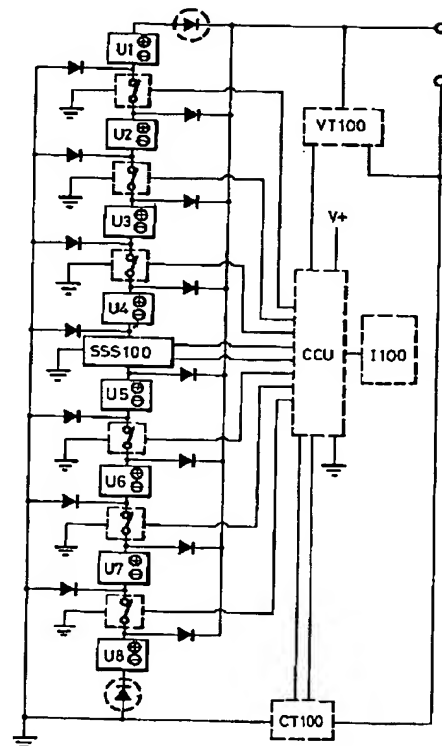 U1 ⊕ ⊖
U2 ⊕ ⊖
VT100
U3 ⊕ ⊖
V+
U4 ⊕ ⊖
CCU
I100
SSS100
U5 ⊕ ⊖
U6 ⊕ ⊖
U7 ⊕ ⊖
U8 ⊕ ⊖
CT100